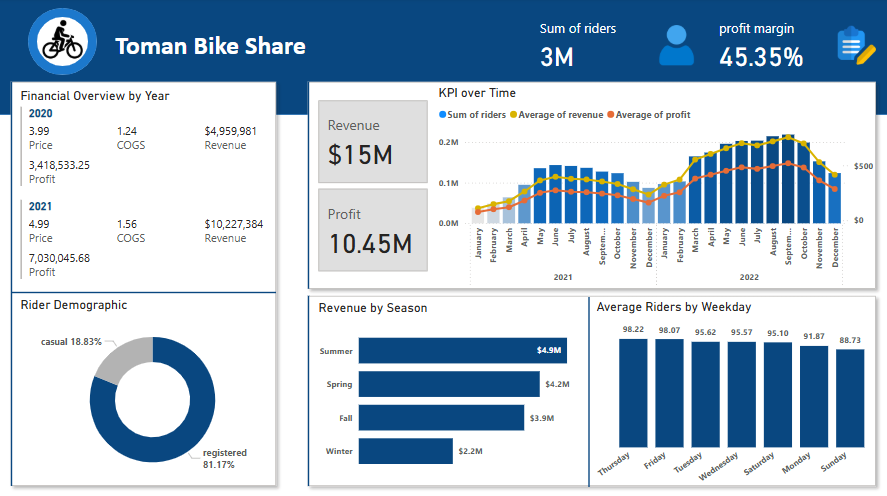 Toman Bike Share
Sum of riders
3M
profit margin
45.35%
Financial Overview by Year
2020
3.99 1.24 $4,959,981
Price COGS Revenue
3,418,533.25
Profit
2021
4.99 1.56 $10,227,384
Price COGS Revenue
7,030,045.68
Profit
Rider Demographic
casual 18.83%
registered
81.17%
Revenue
$15M
Profit
10.45M
KPI over Time
Sum of riders Average of revenue Average of profit
0.2M
0.1M
0.0M
$500
$0
January
February
March
April
May
June
July
August
Septem...
October
November
December
January
February
March
April
May
June
July
August
Septem...
October
November
December
2021 2022
Revenue by Season
Summer $4.9M
Spring $4.2M
Fall $3.9M
Winter $2.2M
Average Riders by Weekday
98.22 98.07 95.62 95.57 95.10 91.87 88.73
Thursday Friday Tuesday Wednesday Saturday Monday Sunday